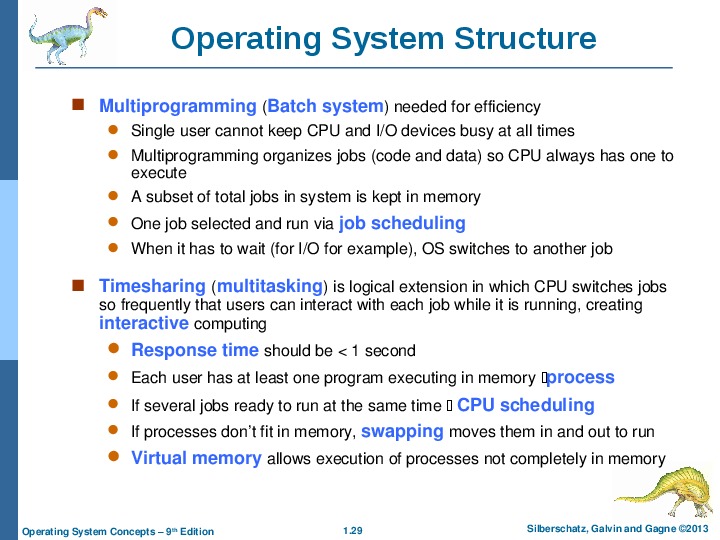 Operating System Structure
Multiprogramming (Batch system) needed for efficiency
Single user cannot keep CPU and I/O devices busy at all times
Multiprogramming organizes jobs (code and data) so CPU always has one to
execute
A subset of total jobs in system is kept in memory
One job selected and run via job scheduling
When it has to wait (for I/O for example), OS switches to another job
Timesharing (multitasking) is logical extension in which CPU switches jobs
so frequently that users can interact with each job while it is running, creating
interactive computing
Response time should be < 1 second
Each user has at least one program executing in memory process
If several jobs ready to run at the same time CPU scheduling
If processes don’t fit in memory, swapping moves them in and out to run
Virtual memory allows execution of processes not completely in memory
Operating System Concepts – 9th Edition
1.29
Silberschatz, Galvin and Gagne ©2013